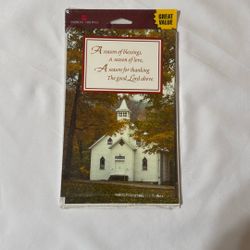 GREAT
VALUE
A season of blessings,
a season of love,
A season for thanking
the good Lord above.